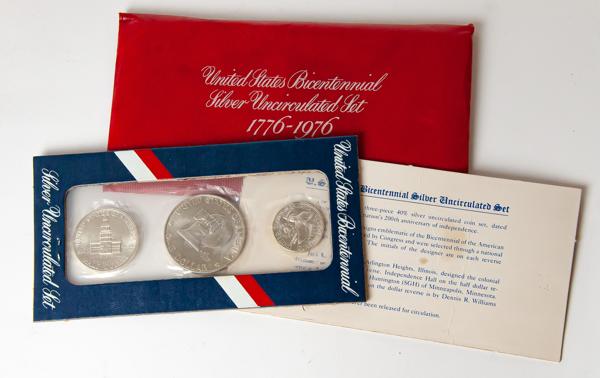 United States Bicentennial
Silver Uncirculated Set
1776-1976
United States Bicentennial
Silver Uncirculated Set
U.S
Bicentennial Silver Uncirculated Set
three-piece 40% silver uncirculated coin set, dated
200th anniversary of independence.
emblematic of the Bicentennial of the American
by Congress and were selected through a national
The initials of the designer are on each reverse
Arlington Heights, Illinois, designed the colonial
Independence Hall on the half dollar re-
Huntington (SGH) of Minneapolis, Minnesota.
on the dollar reverse is by Dennis R. Williams
been released for circulation.